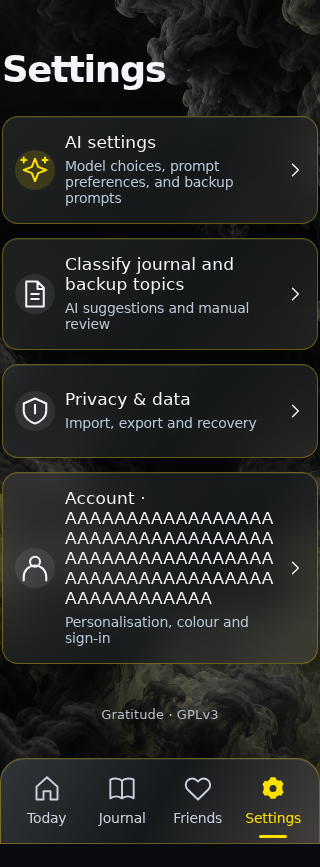 Settings
AI settings
Model choices, prompt
preferences, and backup
prompts
Classify journal and
backup topics
AI suggestions and manual
review
Privacy & data
Import, export and recovery
Account ·
AAAAAAAAAAAAAAAAA
AAAAAAAAAAAAAAAAA
AAAAAAAAAAAAAAAAA
AAAAAAAAAAAAAAAAA
AAAAAAAAAAAA
Personalisation, colour and
sign-in
Gratitude · GPLv3
Today
Journal
Friends
Settings